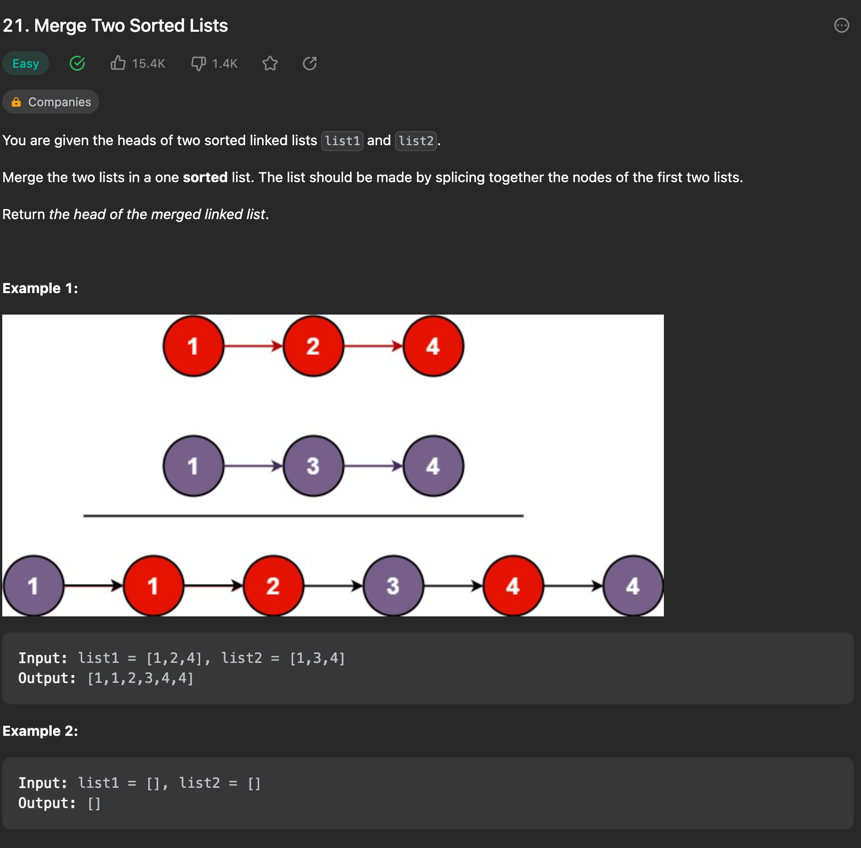 21. Merge Two Sorted Lists
Easy 15.4K 1.4K
Companies
You are given the heads of two sorted linked lists list1 and list2.
Merge the two lists in a one sorted list. The list should be made by splicing together the nodes of the first two lists.
Return the head of the merged linked list.
Example 1:
1 2 4
1 3 4
1 1 2 3 4 4
Input: list1 = [1,2,4], list2 = [1,3,4]
Output: [1,1,2,3,4,4]
Example 2:
Input: list1 = [], list2 = []
Output: []